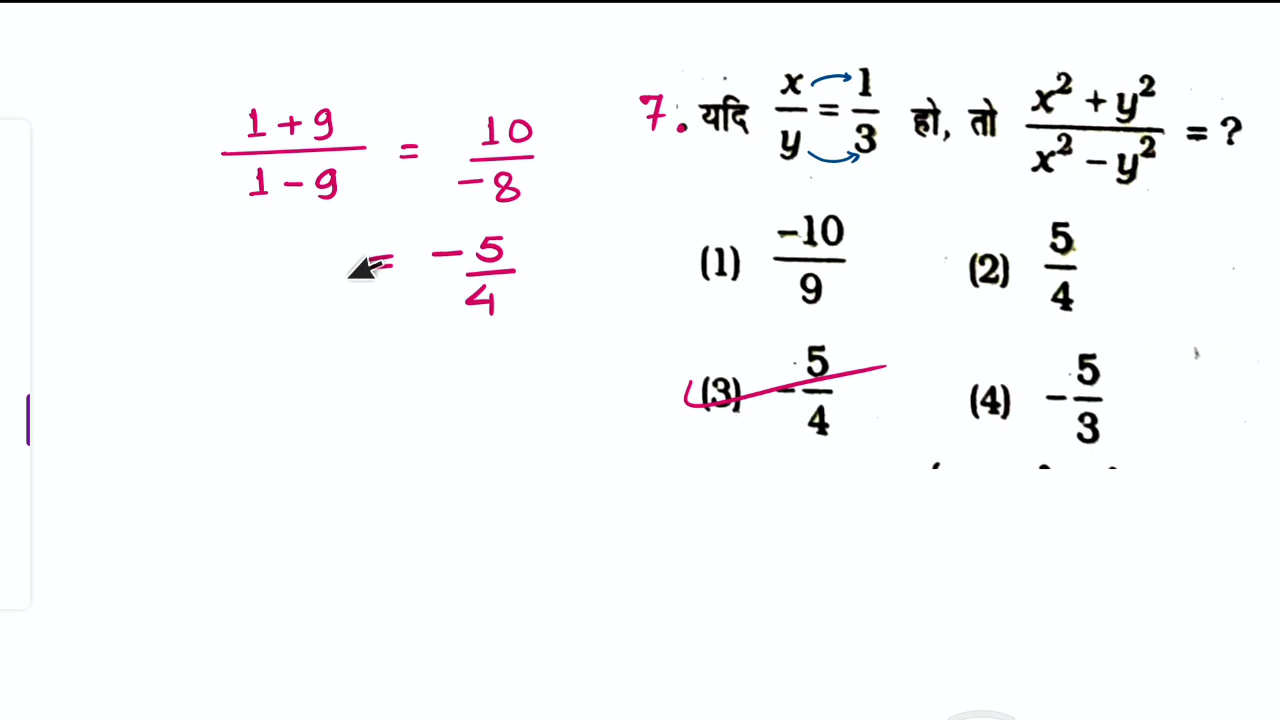 7. यदि x/y = 1/3 हो, तो (x² + y²)/(x² − y²) = ?
(1) −10/9 (2) 5/4
(3) −5/4 (4) −5/3
(1 + 9)/(1 − 9) = 10/−8
= −5/4